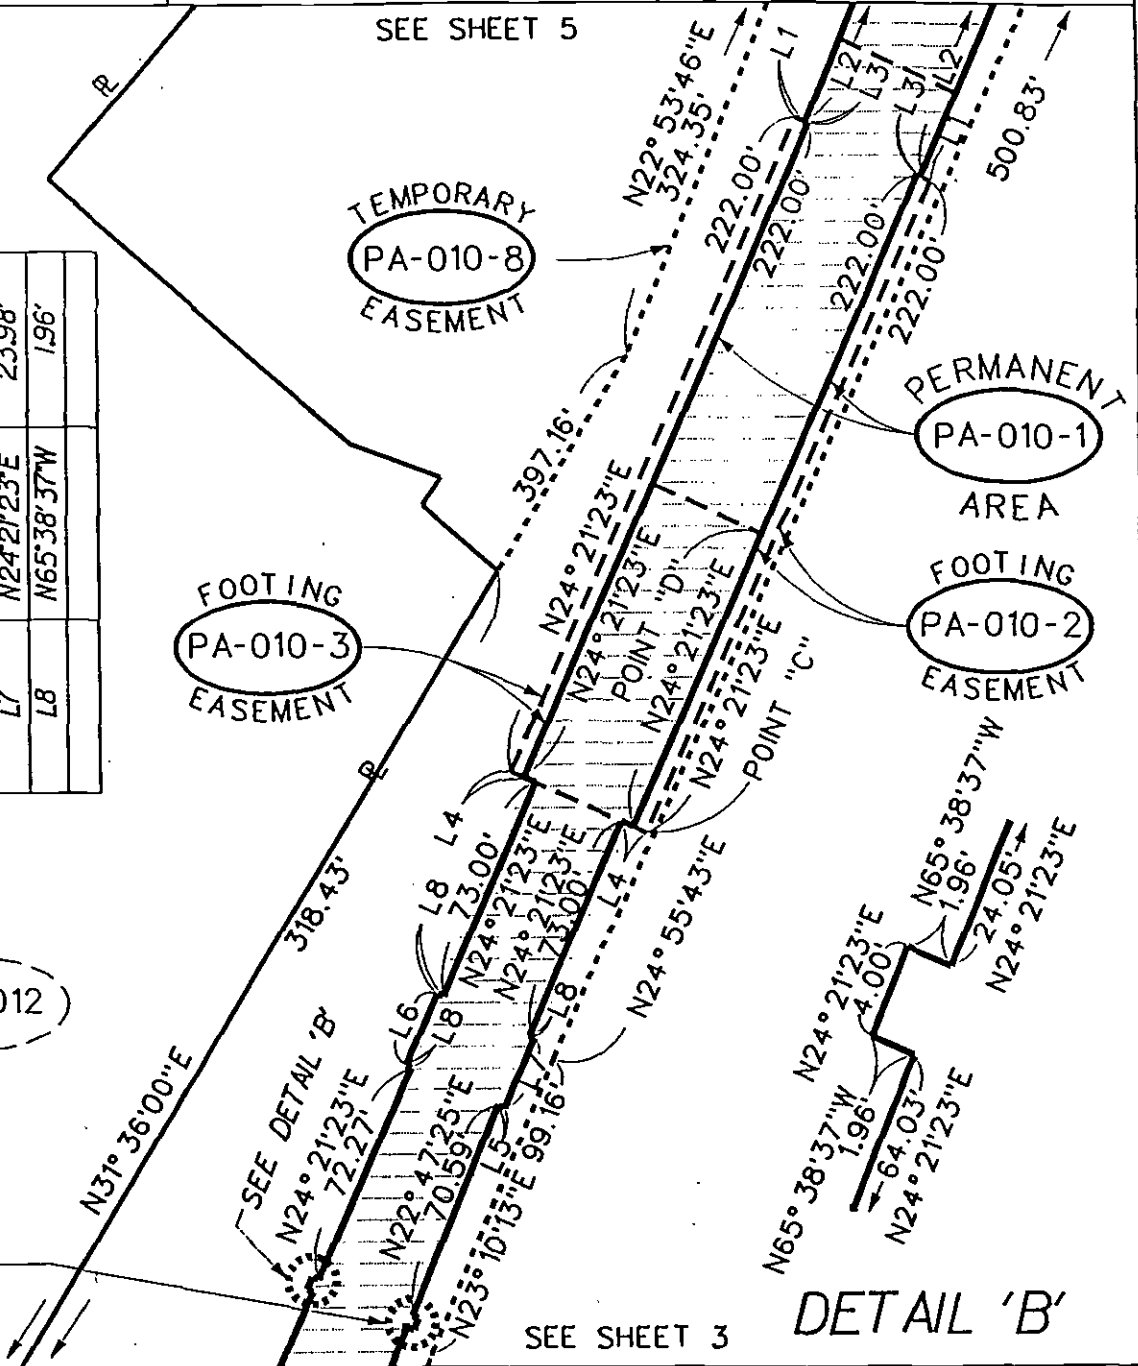 SEE SHEET 5
N22°53'46"E
324.35'
L1
L2
L3
L3
L2
L1
500.83'
TEMPORARY
PA-010-8
EASEMENT
222.00'
222.00'
222.00'
222.00'
23.98'
1.96'
N24°21'23"E
N65°38'37"W
L7
L8
397.16'
PERMANENT
PA-010-1
AREA
FOOTING
PA-010-2
EASEMENT
FOOTING
PA-010-3
EASEMENT
N24°21'23"E
N24°21'23"E
POINT "D"
N24°21'23"E
N24°21'23"E
POINT "C"
L4
L4
L8
73.00'
N24°21'23"E
N24°21'23"E
73.00'
N24°55'43"E
318.43'
012
L6
L8
L8
L7
L5
SEE DETAIL 'B'
N24°21'23"E
72.27'
N22°47'25"E
70.59'
N23°10'13"E 99.16'
N31°36'00"E
N65°38'37"W
1.96'
24.05'
N24°21'23"E
N24°21'23"E
4.00'
N65°38'37"W
1.96'
64.03'
N24°21'23"E
DETAIL 'B'
SEE SHEET 3